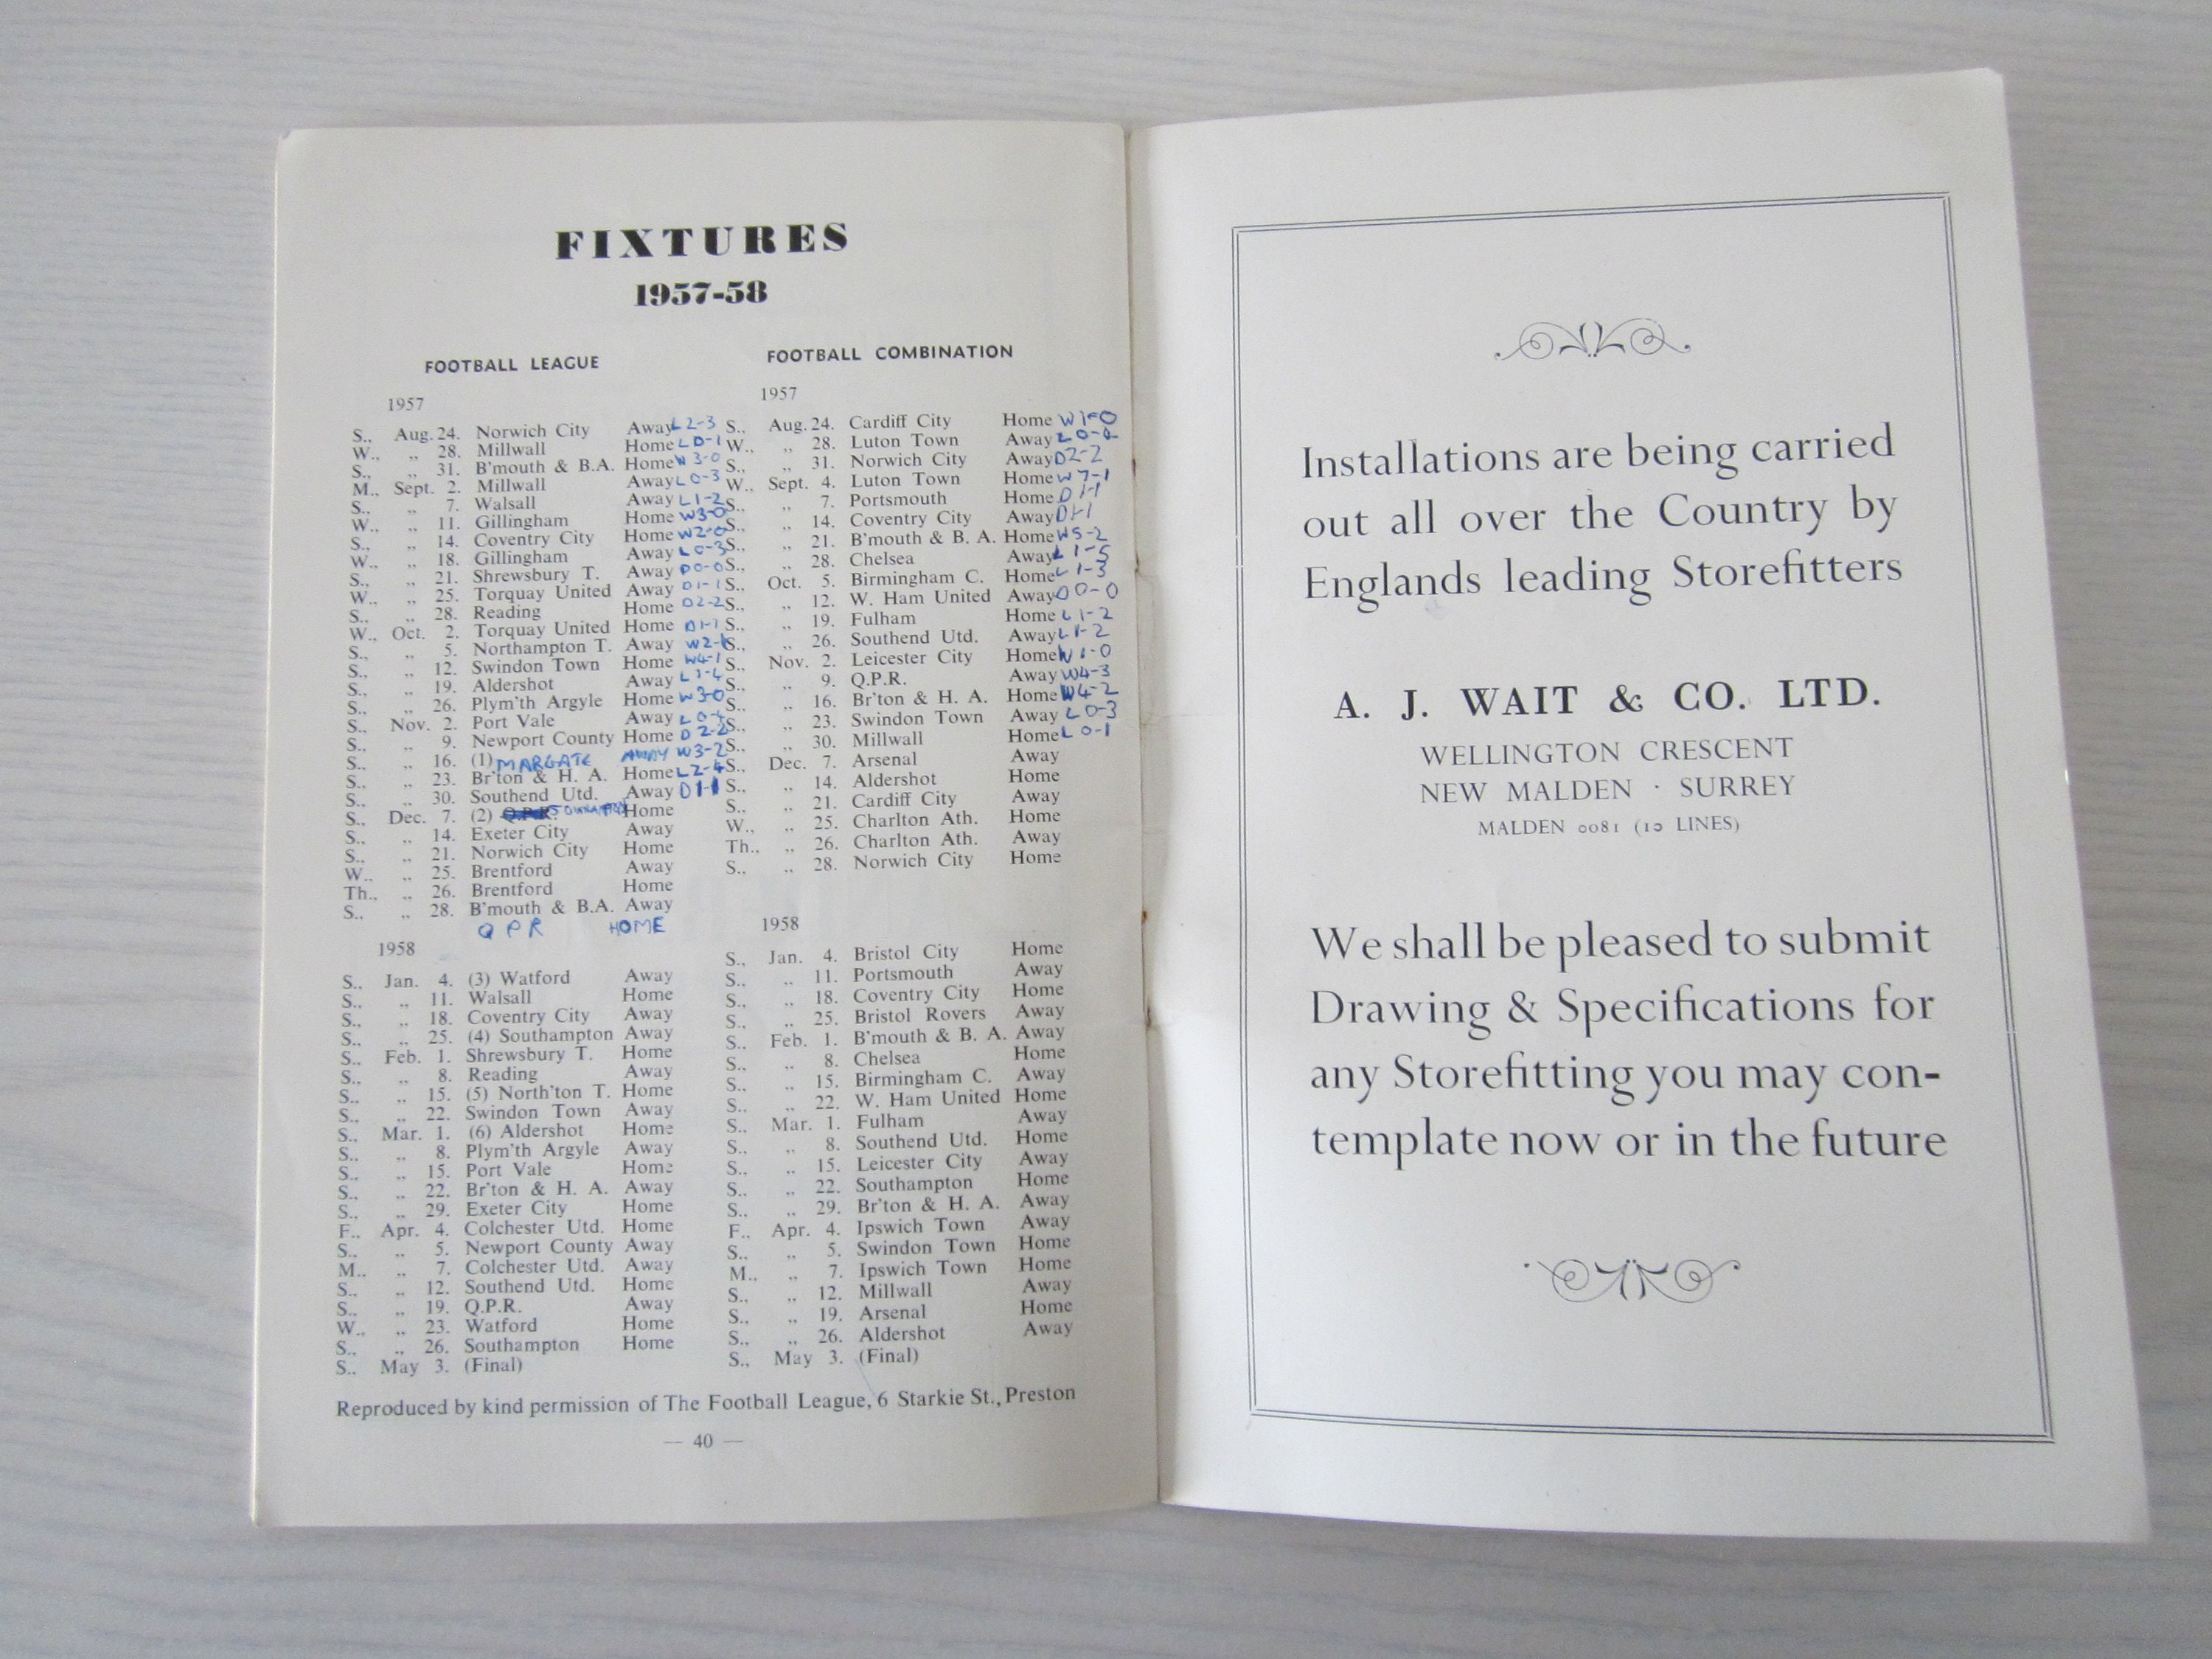 FIXTURES
1957-58
FOOTBALL LEAGUE
1957
S., Aug. 24. Norwich City Away L 2-3
W., „ 28. Millwall Home L 0-1
S., „ 31. B'mouth & B.A. Home W 3-0
M., Sept. 2. Millwall Away L 0-3
S., „ 7. Walsall Away L 1-2
W., „ 11. Gillingham Home W3-0
S., „ 14. Coventry City Home W2-0
W., „ 18. Gillingham Away L 0-3
S., „ 21. Shrewsbury T. Away D0-0
W., „ 25. Torquay United Away D1-1
S., „ 28. Reading Home D2-2
W., Oct. 2. Torquay United Home D1-1
S., „ 5. Northampton T. Away
S., „ 12. Swindon Town Home W4-1
S., „ 19. Aldershot Away
S., „ 26. Plym'th Argyle Home W3-0
S., Nov. 2. Port Vale Away
S., „ 9. Newport County Home D 2-2
S., „ 16. (1) MARGATE AWAY W3-2
S., „ 23. Br'ton & H. A. Home L2-4
S., „ 30. Southend Utd. Away D1-1
S., Dec. 7. (2) Q.P.R. Home
S., „ 14. Exeter City Away
S., „ 21. Norwich City Home
W., „ 25. Brentford Away
Th., „ 26. Brentford Home
S., „ 28. B'mouth & B.A. Away
Q P R HOME
1958
S., Jan. 4. (3) Watford Away
S., „ 11. Walsall Home
S., „ 18. Coventry City Away
S., „ 25. (4) Southampton Away
S., Feb. 1. Shrewsbury T. Home
S., „ 8. Reading Away
S., „ 15. (5) North'ton T. Home
S., „ 22. Swindon Town Away
S., Mar. 1. (6) Aldershot Home
S., „ 8. Plym'th Argyle Away
S., „ 15. Port Vale Home
S., „ 22. Br'ton & H. A. Away
S., „ 29. Exeter City Home
F., Apr. 4. Colchester Utd. Home
S., „ 5. Newport County Away
M., „ 7. Colchester Utd. Away
S., „ 12. Southend Utd. Home
S., „ 19. Q.P.R. Away
W., „ 23. Watford Home
S., „ 26. Southampton Home
S., May 3. (Final)
FOOTBALL COMBINATION
1957
S., Aug. 24. Cardiff City Home W1-0
W., „ 28. Luton Town Away L0-4
S., „ 31. Norwich City Away D2-2
W., Sept. 4. Luton Town Home W7-1
S., „ 7. Portsmouth Home D1-1
S., „ 14. Coventry City Away D1-1
S., „ 21. B'mouth & B. A. Home W5-2
S., „ 28. Chelsea Away L 1-5
S., Oct. 5. Birmingham C. Home L 1-3
S., „ 12. W. Ham United Away D0-0
S., „ 19. Fulham Home L 1-2
S., „ 26. Southend Utd. Away L1-2
S., Nov. 2. Leicester City Home W1-0
S., „ 9. Q.P.R. Away W4-3
S., „ 16. Br'ton & H. A. Home W4-2
S., „ 23. Swindon Town Away L 0-3
S., „ 30. Millwall Home L 0-1
S., Dec. 7. Arsenal Away
S., „ 14. Aldershot Home
S., „ 21. Cardiff City Away
W., „ 25. Charlton Ath. Home
Th., „ 26. Charlton Ath. Away
S., „ 28. Norwich City Home
1958
S., Jan. 4. Bristol City Home
S., „ 11. Portsmouth Away
S., „ 18. Coventry City Home
S., „ 25. Bristol Rovers Away
S., Feb. 1. B'mouth & B. A. Away
S., „ 8. Chelsea Home
S., „ 15. Birmingham C. Away
S., „ 22. W. Ham United Home
S., Mar. 1. Fulham Away
S., „ 8. Southend Utd. Home
S., „ 15. Leicester City Away
S., „ 22. Southampton Home
S., „ 29. Br'ton & H. A. Away
F., Apr. 4. Ipswich Town Away
S., „ 5. Swindon Town Home
M., „ 7. Ipswich Town Home
S., „ 12. Millwall Away
S., „ 19. Arsenal Home
S., „ 26. Aldershot Away
S., May 3. (Final)
Reproduced by kind permission of The Football League, 6 Starkie St., Preston
— 40 —
Installations are being carried
out all over the Country by
Englands leading Storefitters
A. J. WAIT & CO. LTD.
WELLINGTON CRESCENT
NEW MALDEN · SURREY
MALDEN 0081 (10 LINES)
We shall be pleased to submit
Drawing & Specifications for
any Storefitting you may con-
template now or in the future